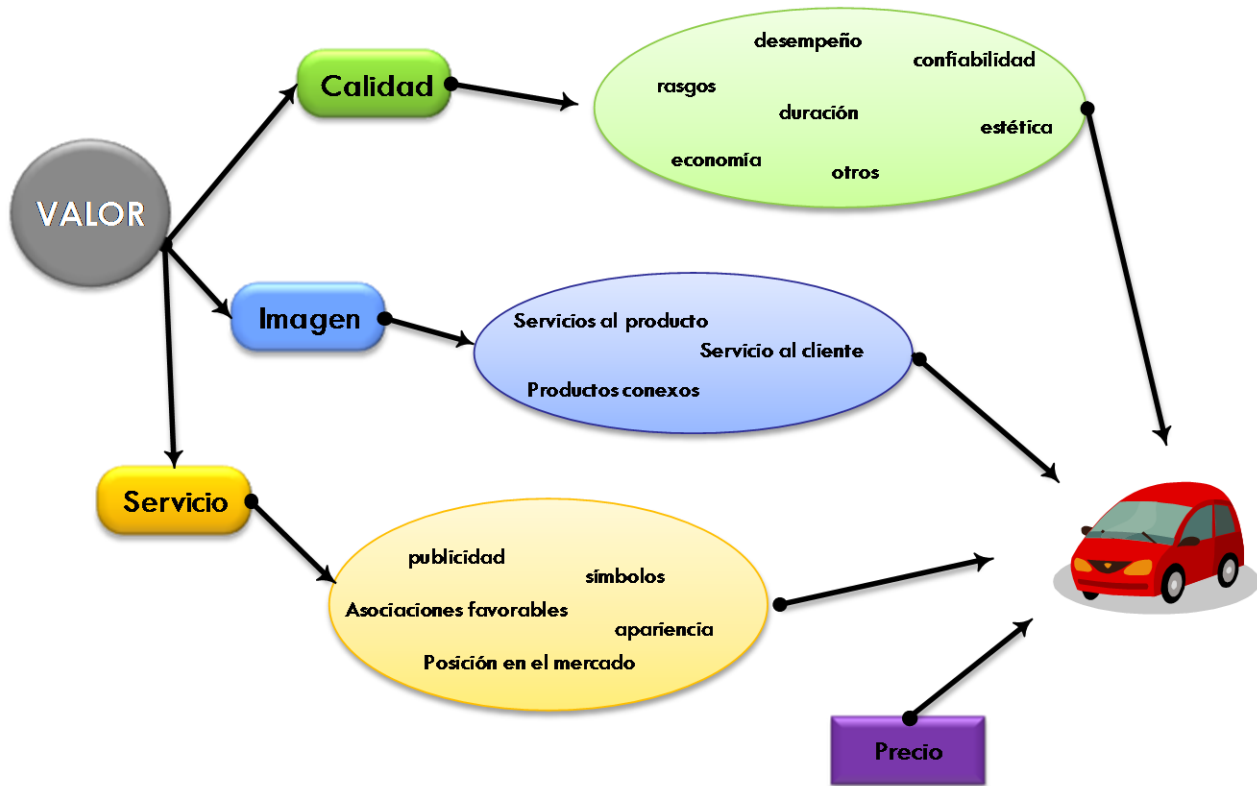 desempeño
confiabilidad
Calidad
rasgos
duración
estética
economía
otros
VALOR
Imagen
Servicios al producto
Servicio al cliente
Productos conexos
Servicio
publicidad
símbolos
Asociaciones favorables
apariencia
Posición en el mercado
Precio